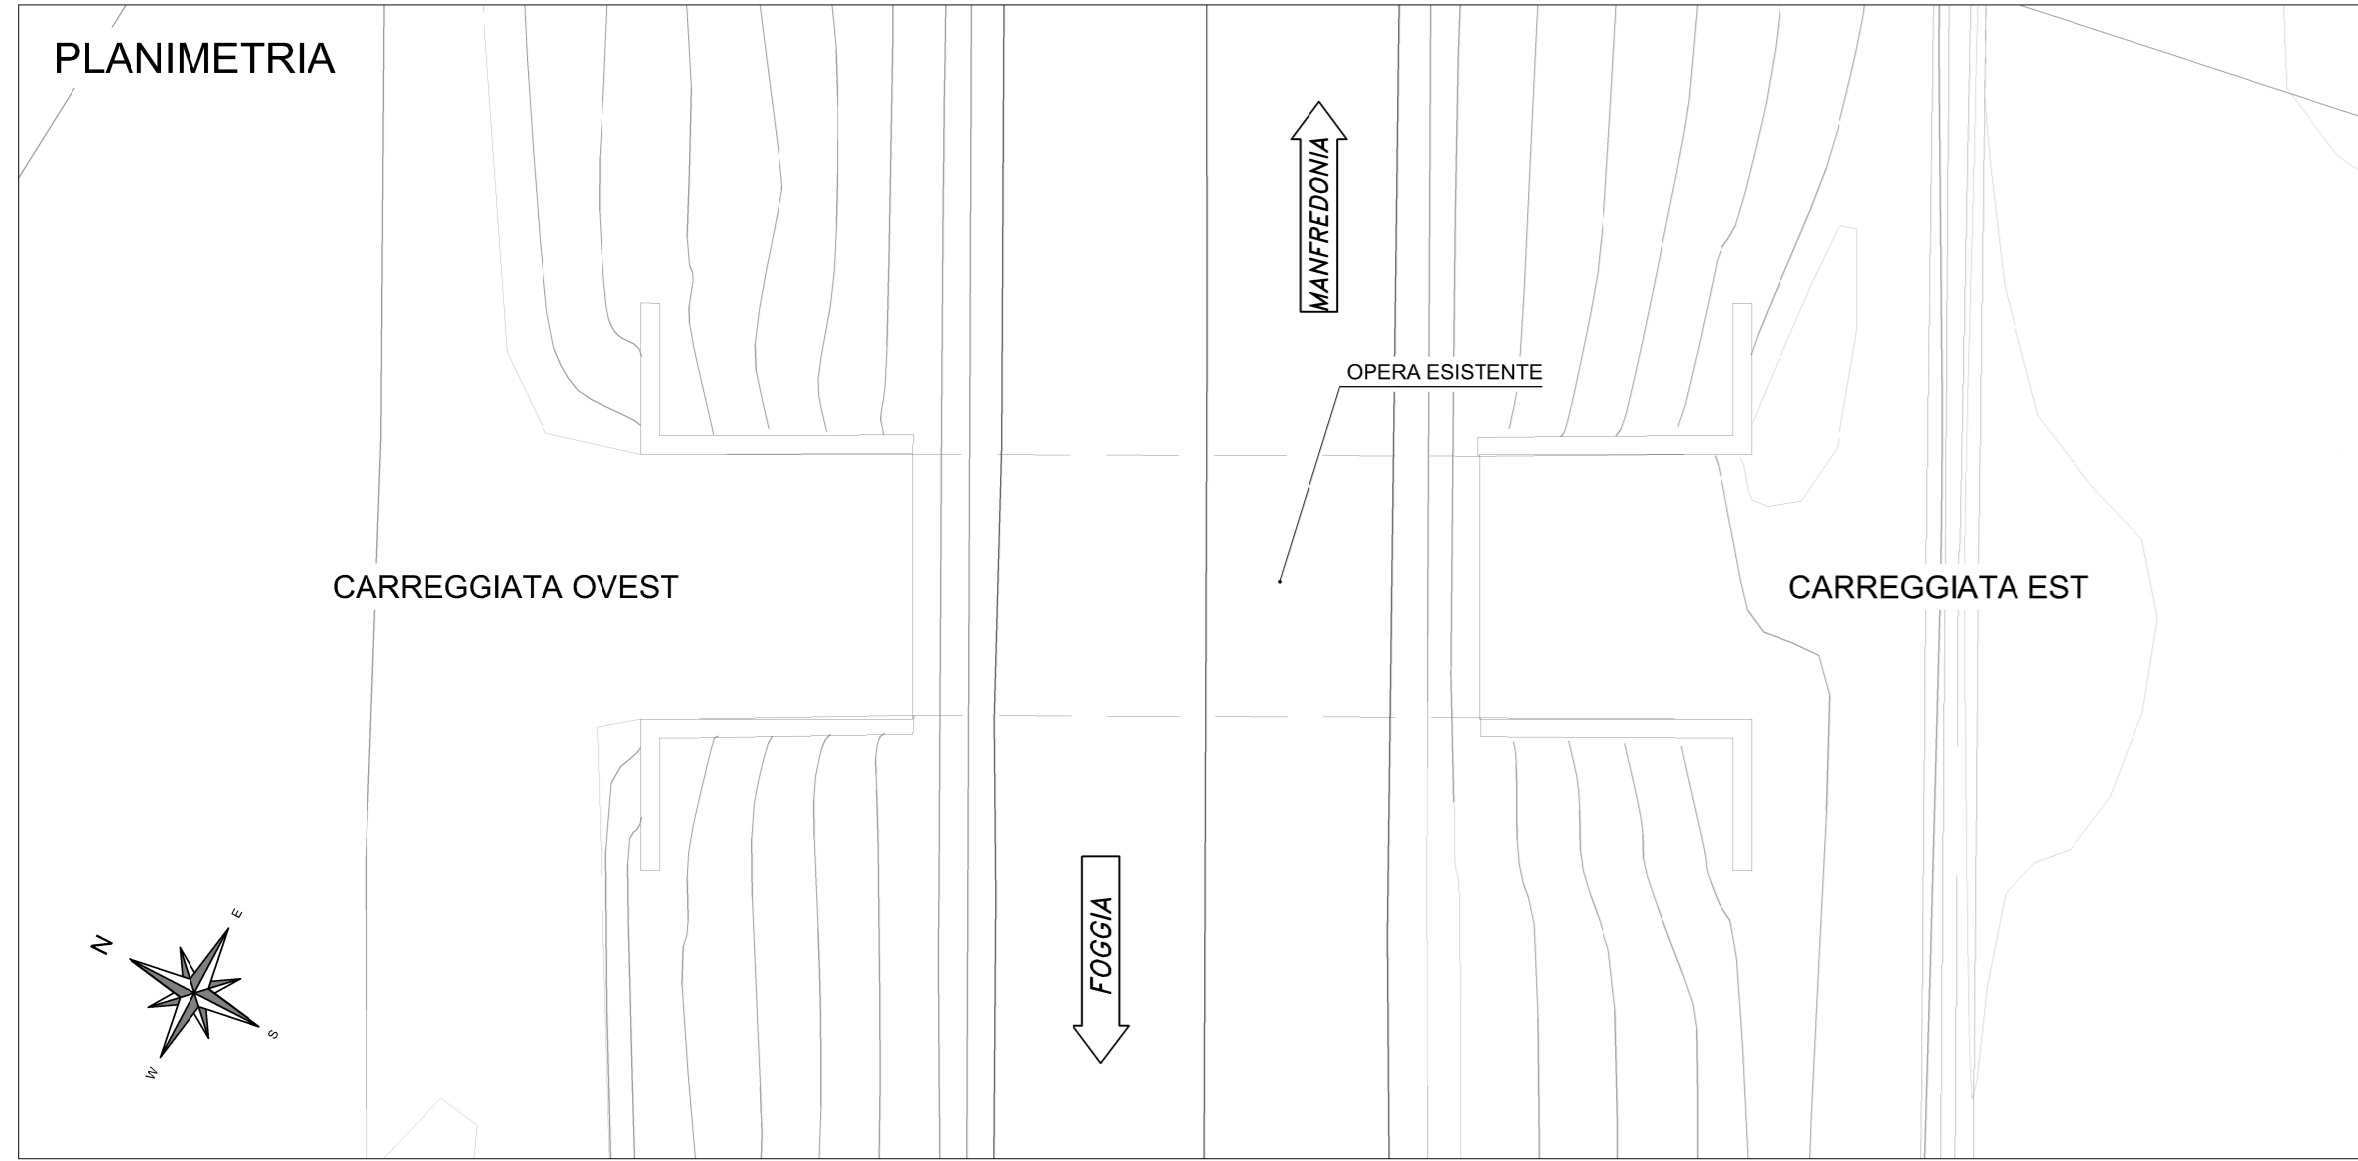 PLANIMETRIA
MANFREDONIA
OPERA ESISTENTE
CARREGGIATA OVEST
CARREGGIATA EST
FOGGIA
N
E
S
W